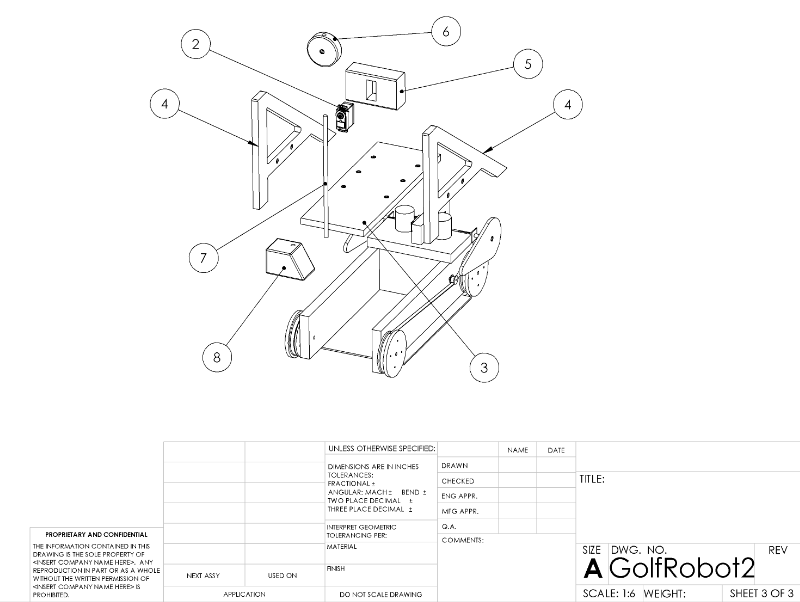 6
2
5
4
4
7
8
3
UNLESS OTHERWISE SPECIFIED:
NAME
DATE
DIMENSIONS ARE IN INCHES
TOLERANCES:
FRACTIONAL ±
ANGULAR: MACH ± BEND ±
TWO PLACE DECIMAL ±
THREE PLACE DECIMAL ±
DRAWN
CHECKED
ENG APPR.
MFG APPR.
Q.A.
COMMENTS:
TITLE:
INTERPRET GEOMETRIC
TOLERANCING PER:
MATERIAL
FINISH
DO NOT SCALE DRAWING
PROPRIETARY AND CONFIDENTIAL
THE INFORMATION CONTAINED IN THIS
DRAWING IS THE SOLE PROPERTY OF
<INSERT COMPANY NAME HERE>. ANY
REPRODUCTION IN PART OR AS A WHOLE
WITHOUT THE WRITTEN PERMISSION OF
<INSERT COMPANY NAME HERE> IS
PROHIBITED.
NEXT ASSY
USED ON
APPLICATION
SIZE DWG. NO. REV
A GolfRobot2
SCALE: 1:6 WEIGHT: SHEET 3 OF 3